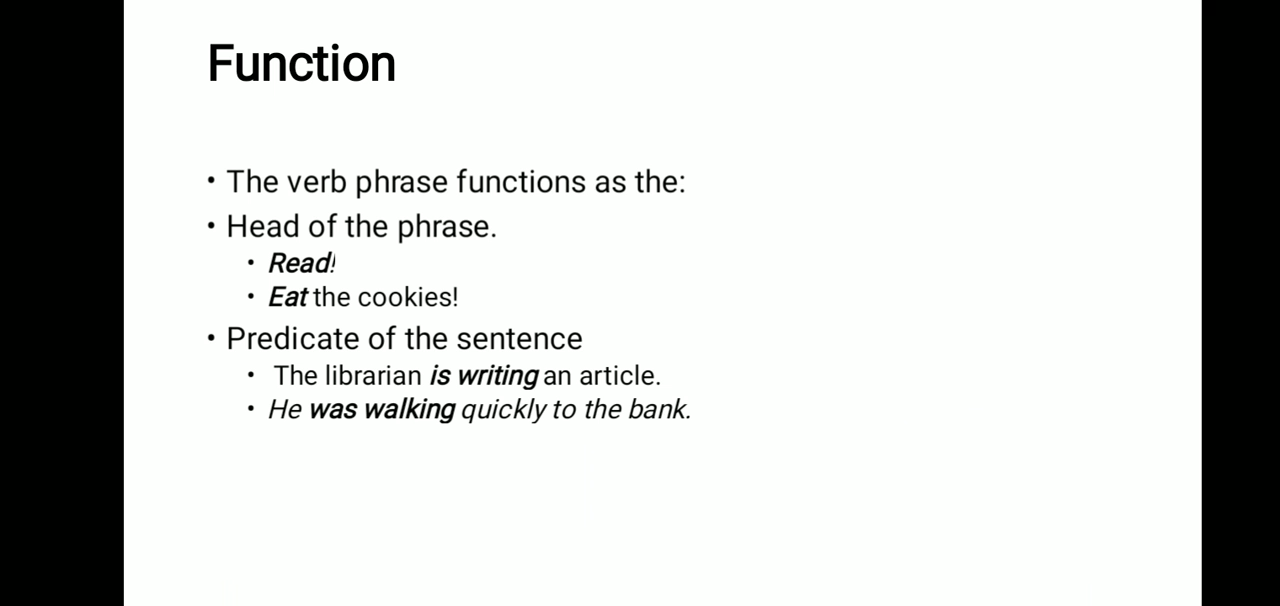 Function
• The verb phrase functions as the:
• Head of the phrase.
• Read!
• Eat the cookies!
• Predicate of the sentence
• The librarian is writing an article.
• He was walking quickly to the bank.